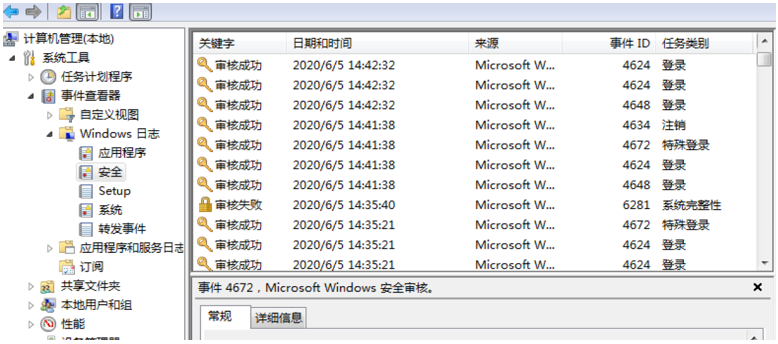 计算机管理(本地)
系统工具
任务计划程序
事件查看器
自定义视图
Windows 日志
应用程序
安全
Setup
系统
转发事件
应用程序和服务日志
订阅
共享文件夹
本地用户和组
性能
设备管理器
关键字 日期和时间 来源 事件 ID 任务类别
审核成功 2020/6/5 14:42:32 Microsoft W... 4624 登录
审核成功 2020/6/5 14:42:32 Microsoft W... 4624 登录
审核成功 2020/6/5 14:42:32 Microsoft W... 4648 登录
审核成功 2020/6/5 14:41:38 Microsoft W... 4634 注销
审核成功 2020/6/5 14:41:38 Microsoft W... 4672 特殊登录
审核成功 2020/6/5 14:41:38 Microsoft W... 4624 登录
审核成功 2020/6/5 14:41:38 Microsoft W... 4648 登录
审核失败 2020/6/5 14:35:40 Microsoft W... 6281 系统完整性
审核成功 2020/6/5 14:35:21 Microsoft W... 4672 特殊登录
审核成功 2020/6/5 14:35:21 Microsoft W... 4624 登录
审核成功 2020/6/5 14:35:21 Microsoft W... 4624 登录
事件 4672，Microsoft Windows 安全审核。
常规 详细信息